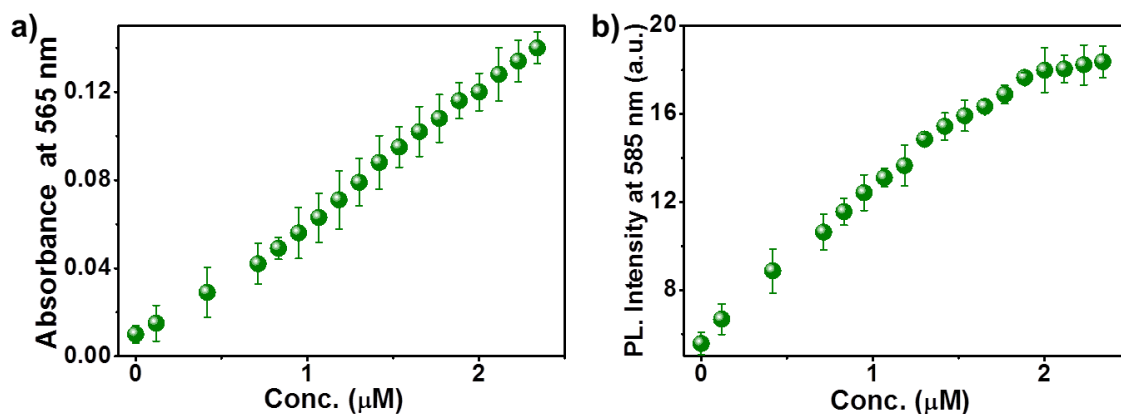 a)
Absorbance at 565 nm
0.12
0.08
0.04
0.00
0
1
2
Conc. (μM)
b)
PL. Intensity at 585 nm (a.u.)
20
16
12
8
0
1
2
Conc. (μM)